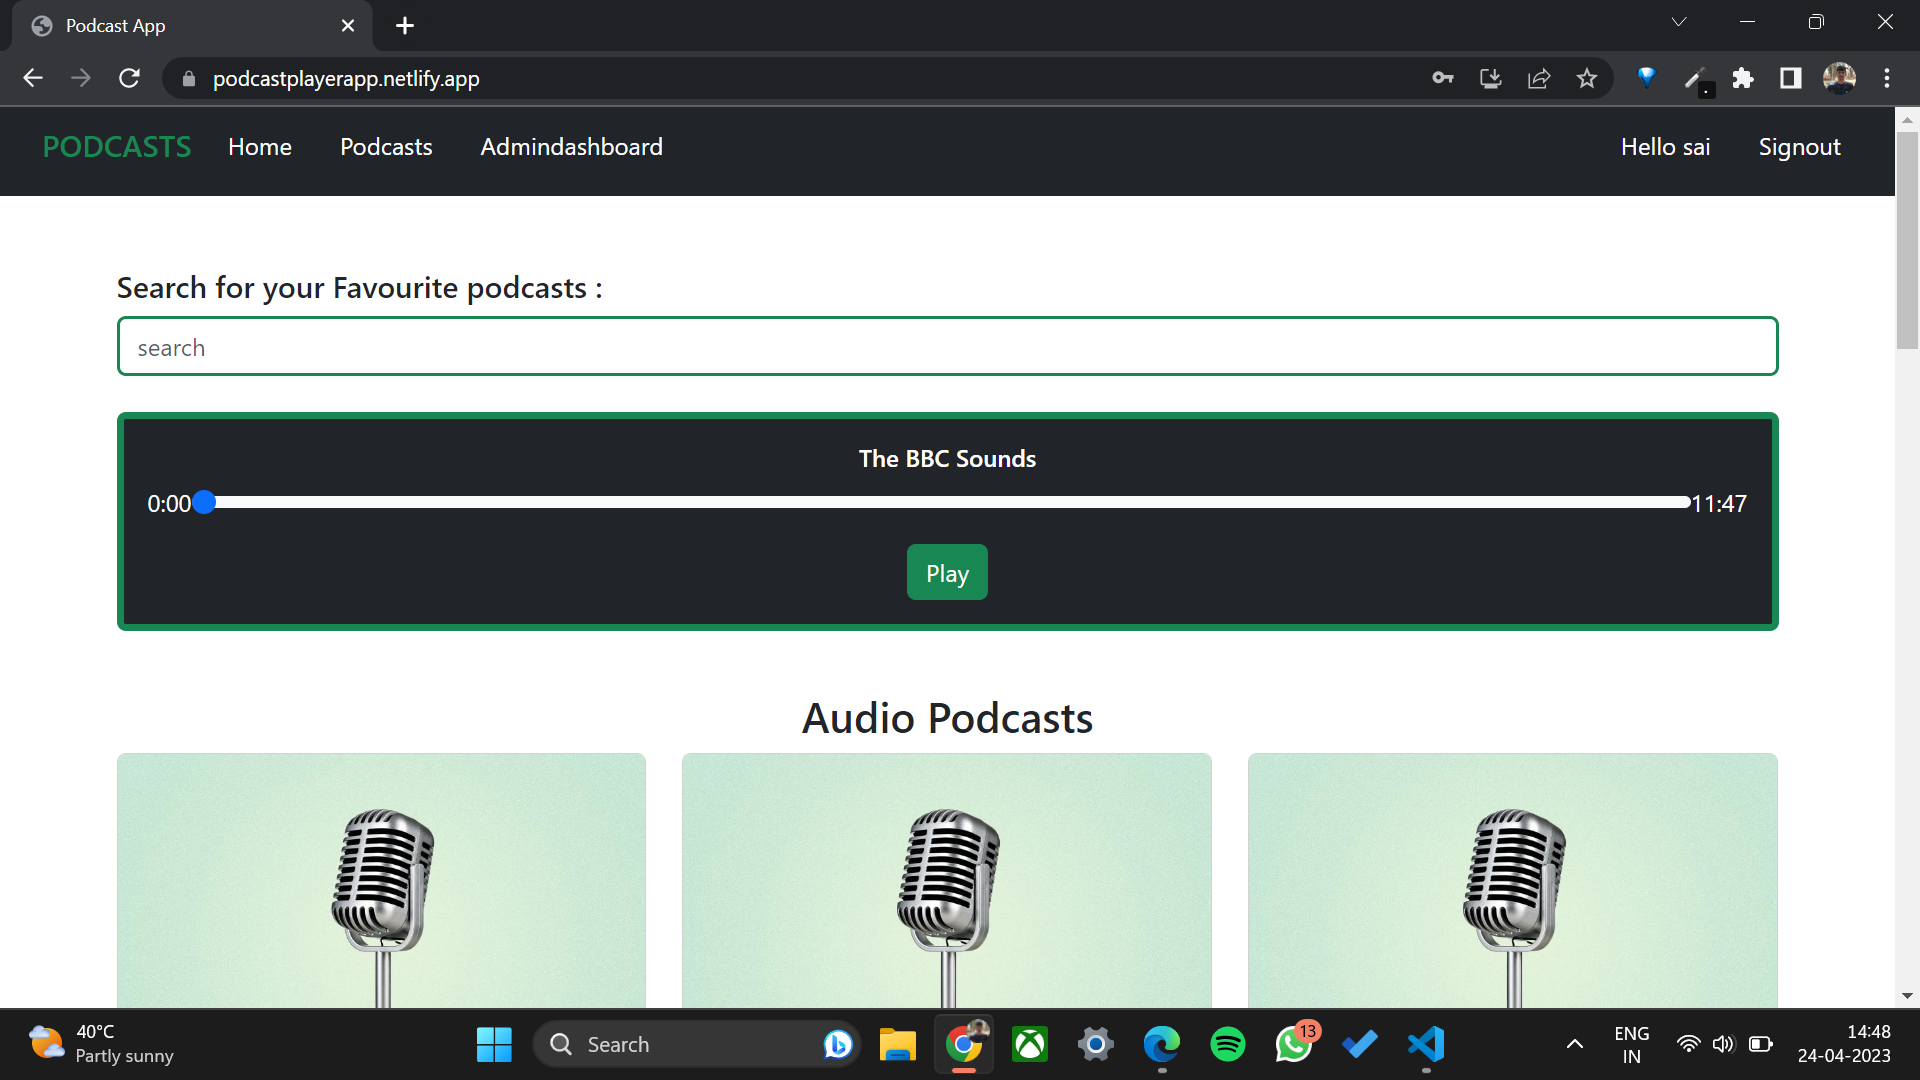 Podcast App
podcastplayerapp.netlify.app
PODCASTS Home Podcasts Admindashboard Hello sai Signout
Search for your Favourite podcasts :
search
The BBC Sounds
0:00 11:47
Play
Audio Podcasts
40°C
Partly sunny
Search
13
ENG
IN
14:48
24-04-2023